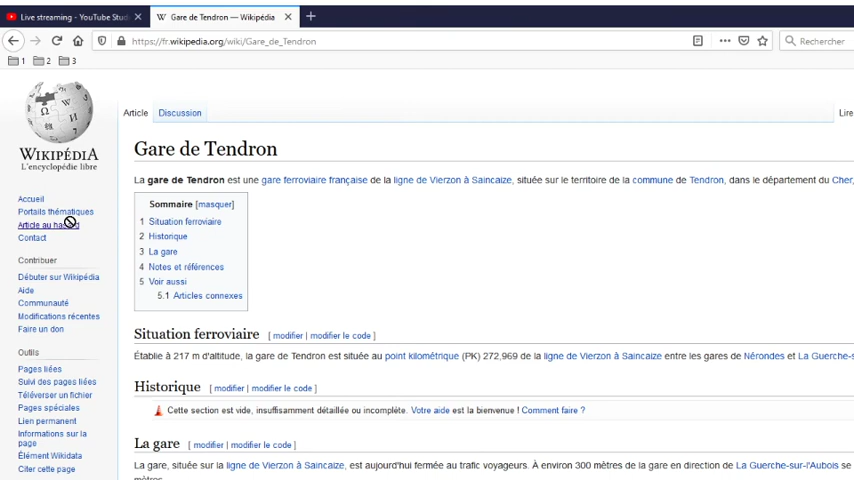 Live streaming - YouTube Stud
Gare de Tendron — Wikipédia
https://fr.wikipedia.org/wiki/Gare_de_Tendron
Rechercher
1 2 3
WIKIPÉDIA
L'encyclopédie libre
Accueil
Portails thématiques
Article au
Contact
Contribuer
Débuter sur Wikipédia
Aide
Communauté
Modifications récentes
Faire un don
Outils
Pages liées
Suivi des pages liées
Téléverser un fichier
Pages spéciales
Lien permanent
Informations sur la
page
Élément Wikidata
Citer cette page
Article Discussion
Lire
Gare de Tendron
La gare de Tendron est une gare ferroviaire française de la ligne de Vierzon à Saincaize, située sur le territoire de la commune de Tendron, dans le département du Cher,
Sommaire [masquer]
1 Situation ferroviaire
2 Historique
3 La gare
4 Notes et références
5 Voir aussi
5.1 Articles connexes
Situation ferroviaire [ modifier | modifier le code ]
Établie à 217 m d'altitude, la gare de Tendron est située au point kilométrique (PK) 272,969 de la ligne de Vierzon à Saincaize entre les gares de Nérondes et La Guerche-s
Historique [ modifier | modifier le code ]
Cette section est vide, insuffisamment détaillée ou incomplète. Votre aide est la bienvenue ! Comment faire ?
La gare [ modifier | modifier le code ]
La gare, située sur la ligne de Vierzon à Saincaize, est aujourd'hui fermée au trafic voyageurs. À environ 300 mètres de la gare en direction de La Guerche-sur-l'Aubois se
mètres.